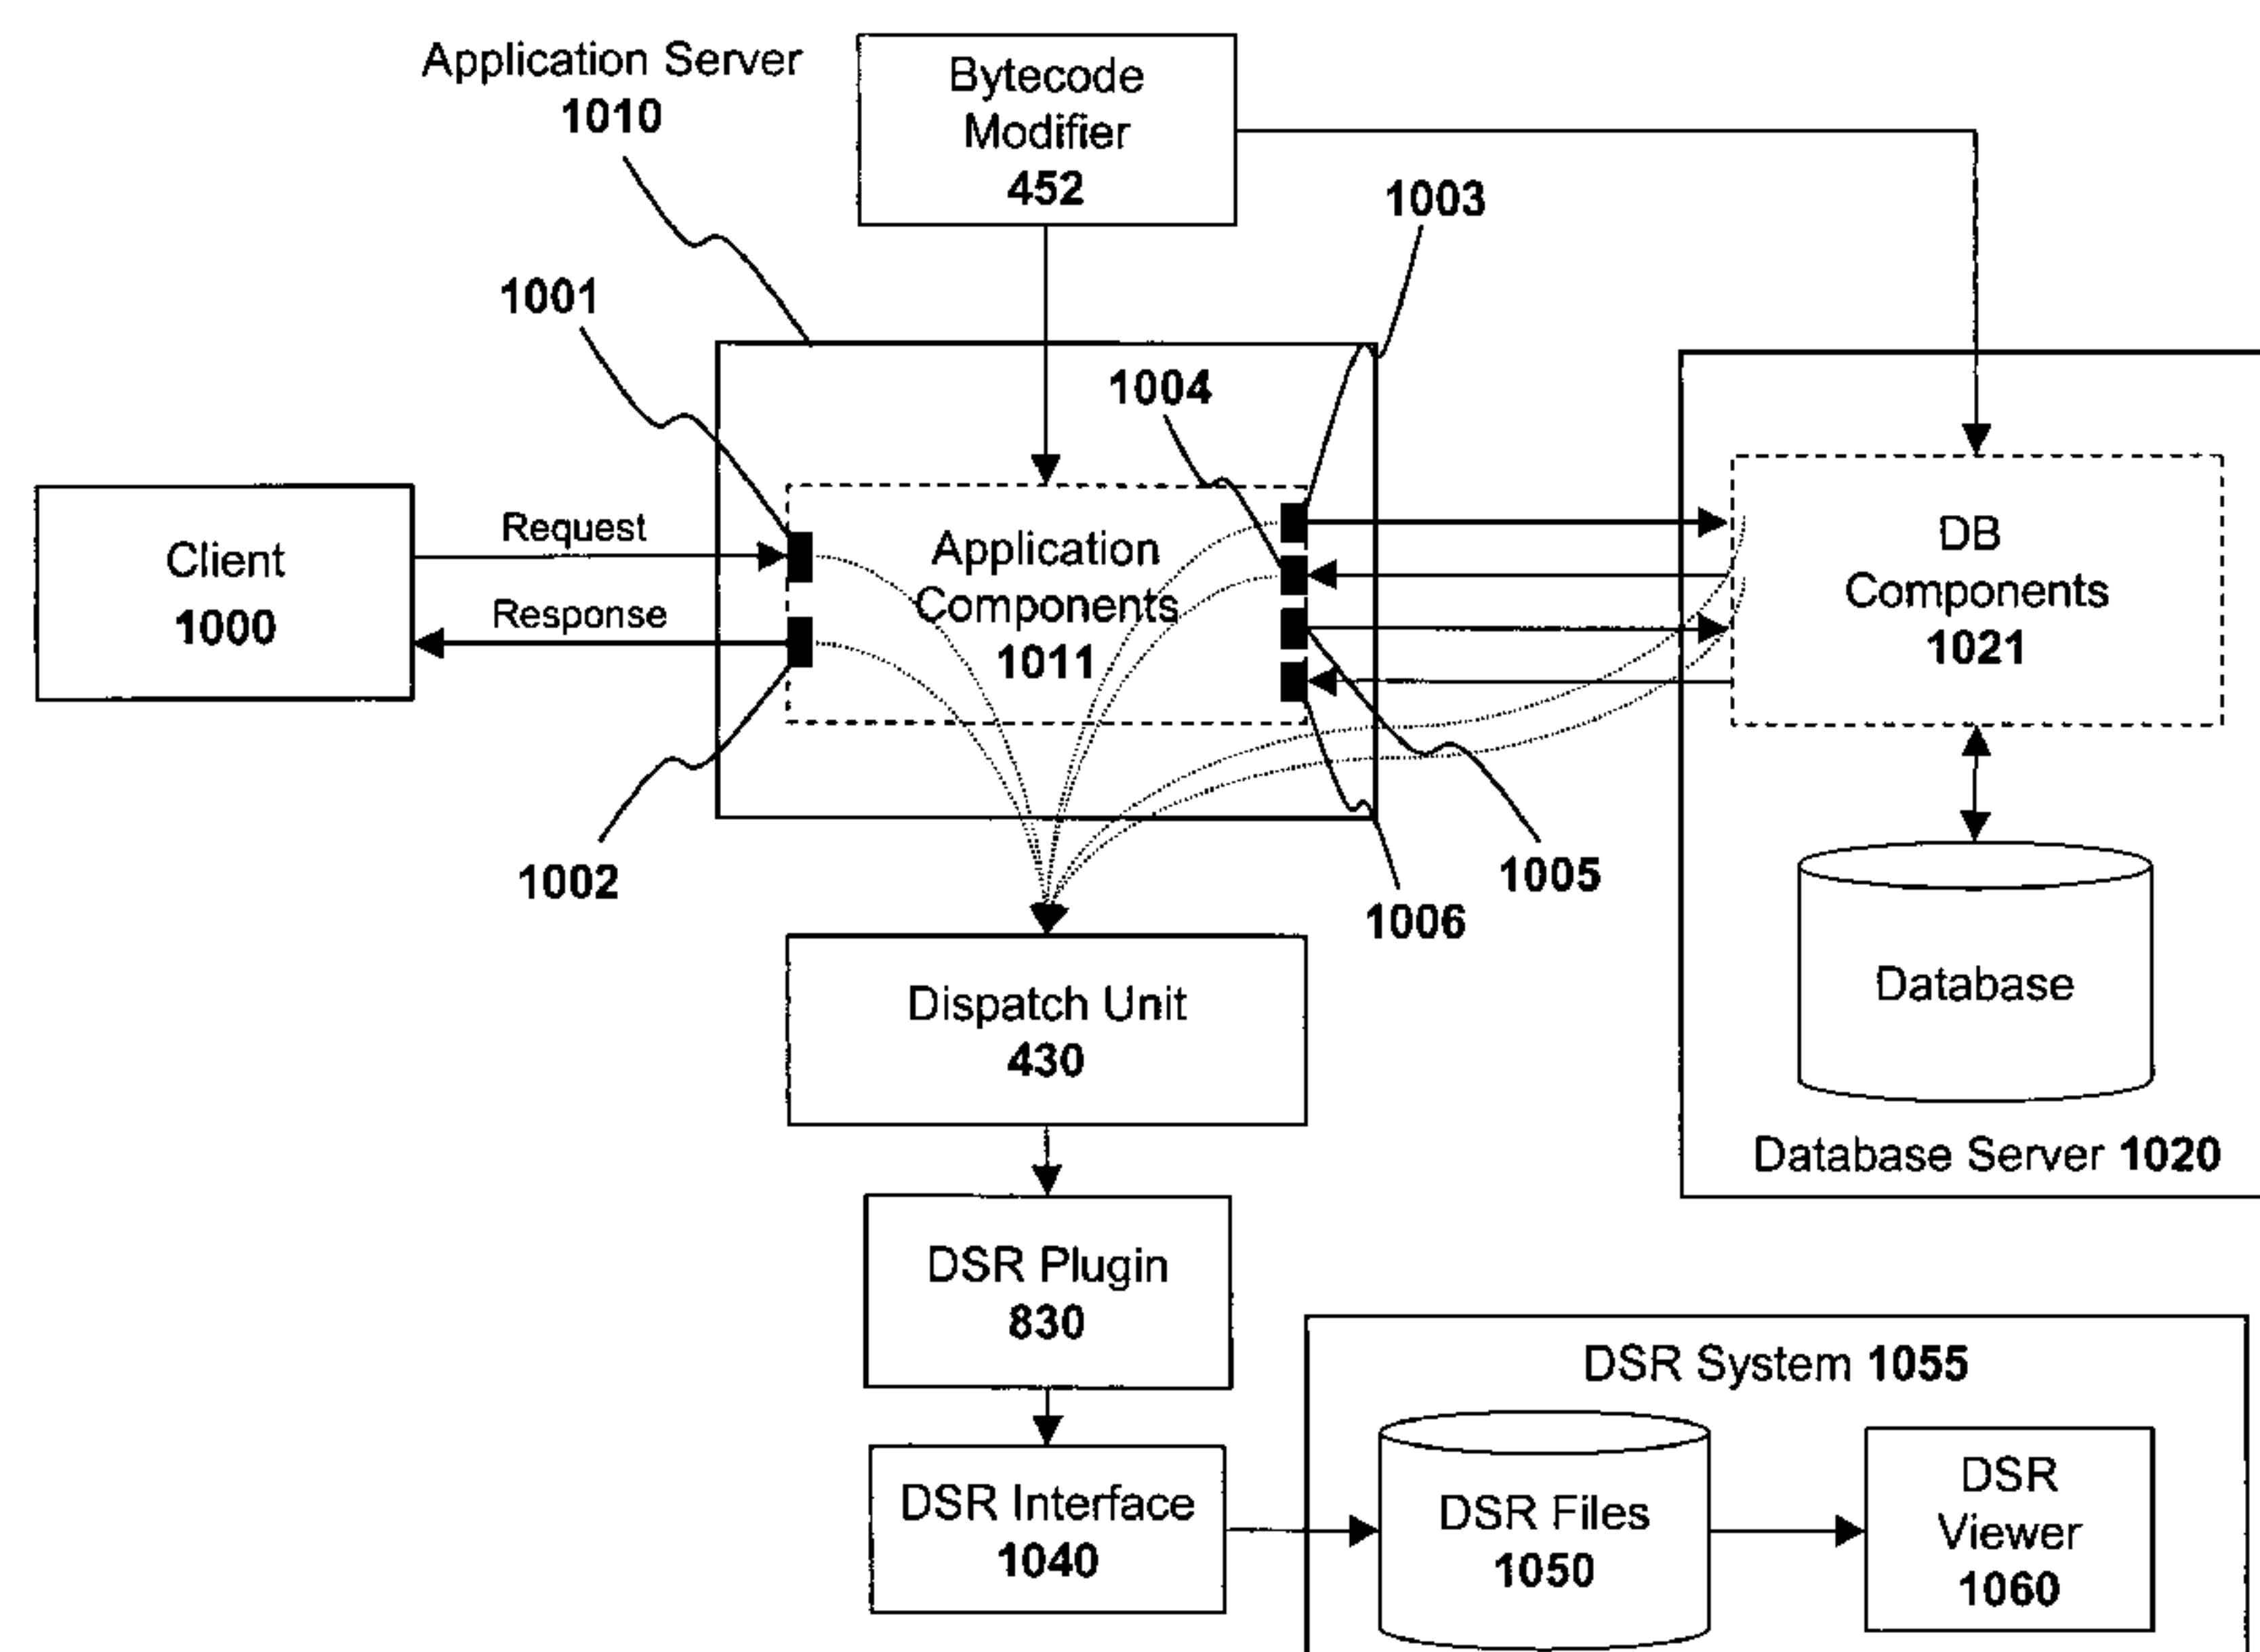 Application Server
1010
Bytecode
Modifier
452
1003
1001
1004
Client
1000
Request
Response
Application
Components
1011
DB
Components
1021
1002
1005
1006
Dispatch Unit
430
Database
Database Server 1020
DSR Plugin
830
DSR System 1055
DSR Interface
1040
DSR Files
1050
DSR
Viewer
1060